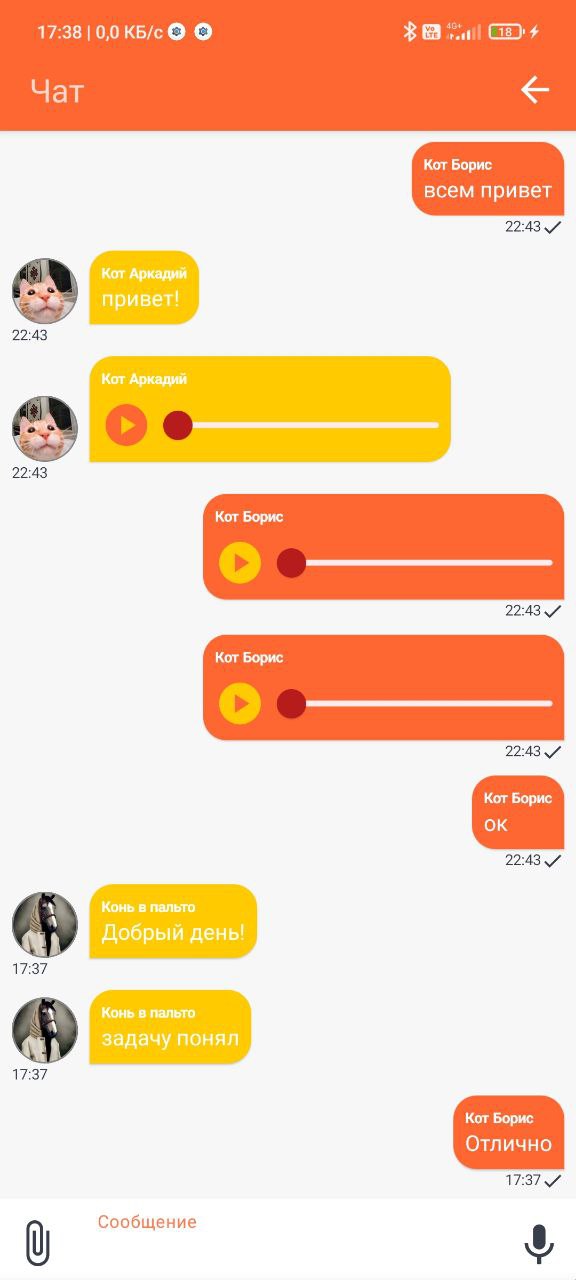 17:38 | 0,0 КБ/с
Vo LTE 4G+ 18
Чат
Кот Борис
всем привет
22:43
Кот Аркадий
привет!
22:43
Кот Аркадий
22:43
Кот Борис
22:43
Кот Борис
22:43
Кот Борис
ок
22:43
Конь в пальто
Добрый день!
17:37
Конь в пальто
задачу понял
17:37
Кот Борис
Отлично
17:37
Сообщение